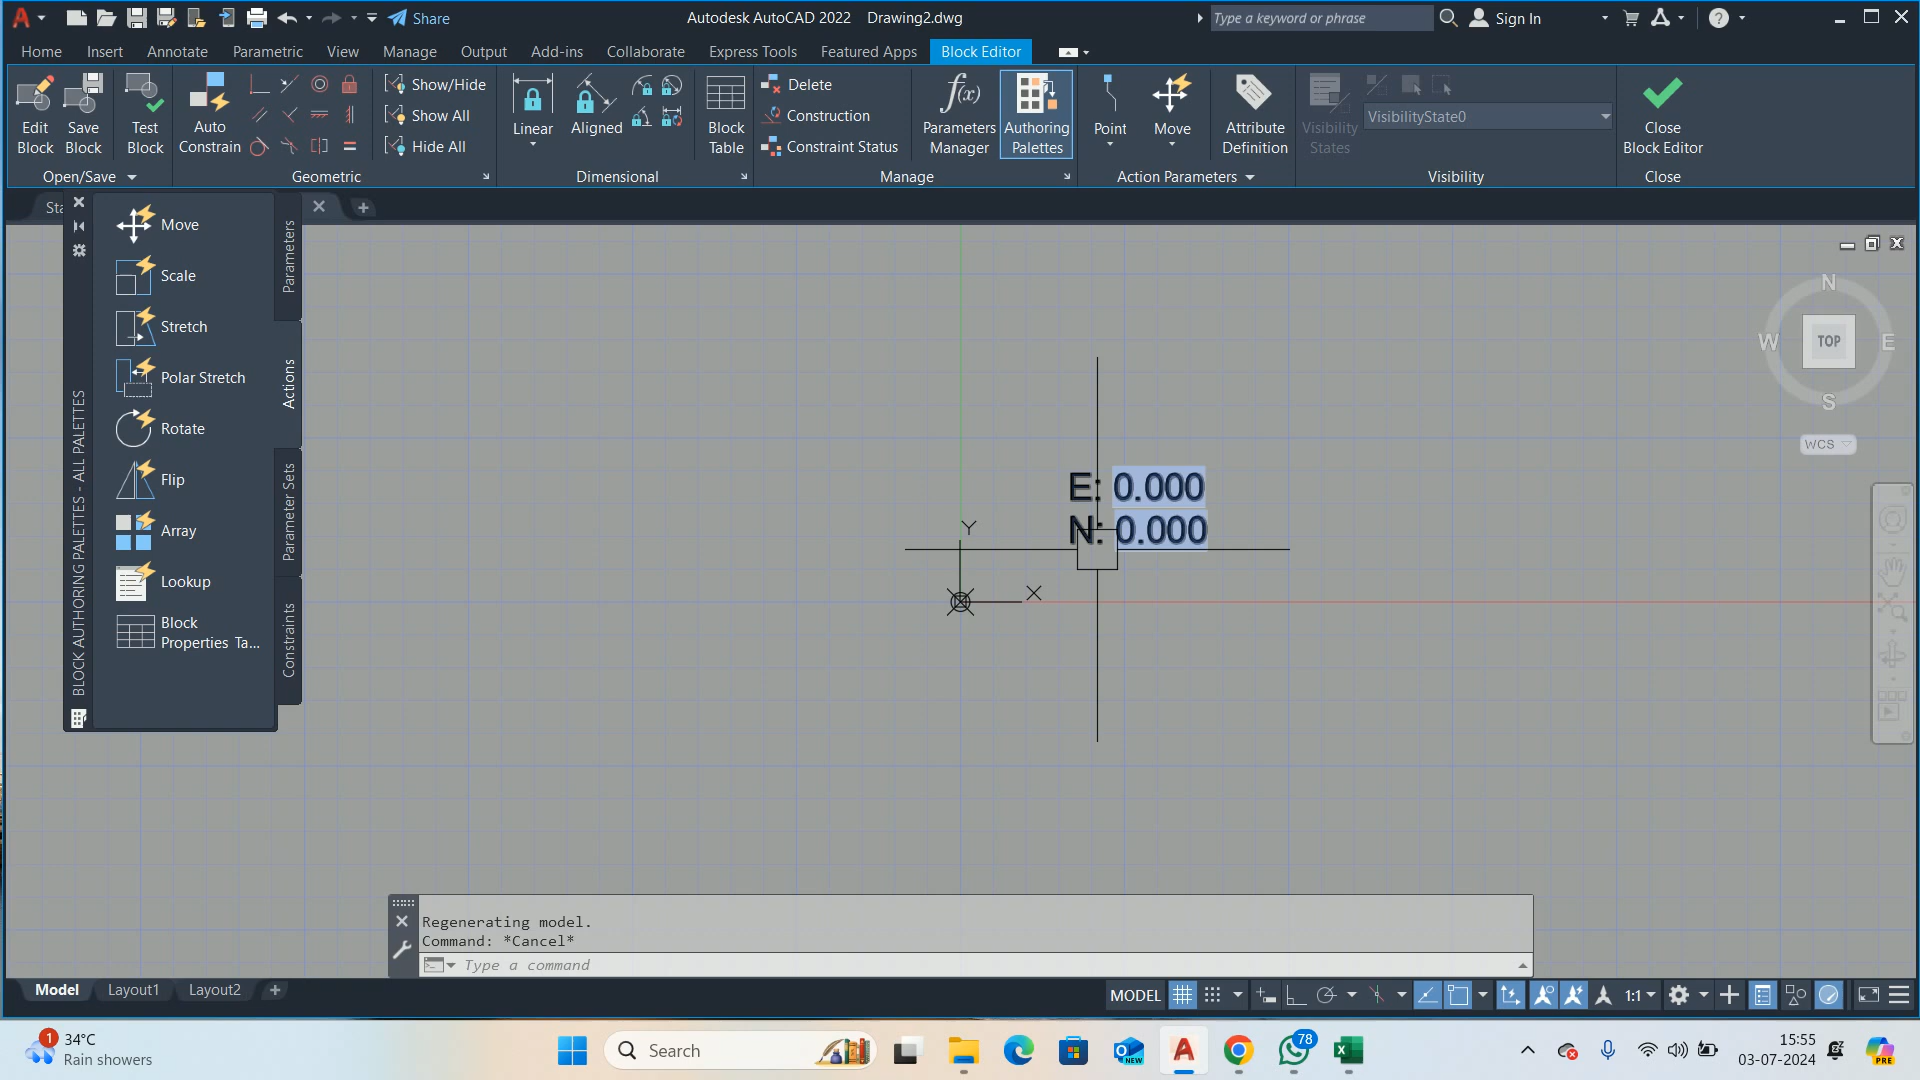 Share
Autodesk AutoCAD 2022 Drawing2.dwg
Type a keyword or phrase
Sign In
Home Insert Annotate Parametric View Manage Output Add-ins Collaborate Express Tools Featured Apps Block Editor
Edit Block
Save Block
Test Block
Open/Save
Auto Constrain
Show/Hide
Show All
Hide All
Geometric
Linear
Aligned
Dimensional
Block Table
Delete
Construction
Constraint Status
Parameters Manager
Authoring Palettes
Manage
Point
Move
Action Parameters
Attribute Definition
Visibility States
VisibilityState0
Visibility
Close Block Editor
Close
Sta
Move
Scale
Stretch
Polar Stretch
Rotate
Flip
Array
Lookup
Block
Properties Ta...
Parameters
Actions
Parameter Sets
Constraints
BLOCK AUTHORING PALETTES - ALL PALETTES
E: 0.000
N: 0.000
Y
X
N
W
TOP
E
S
WCS
Regenerating model.
Command: *Cancel*
Type a command
Model Layout1 Layout2
MODEL
1:1
1
34°C
Rain showers
Search
NEW
78
15:55
03-07-2024
PRE